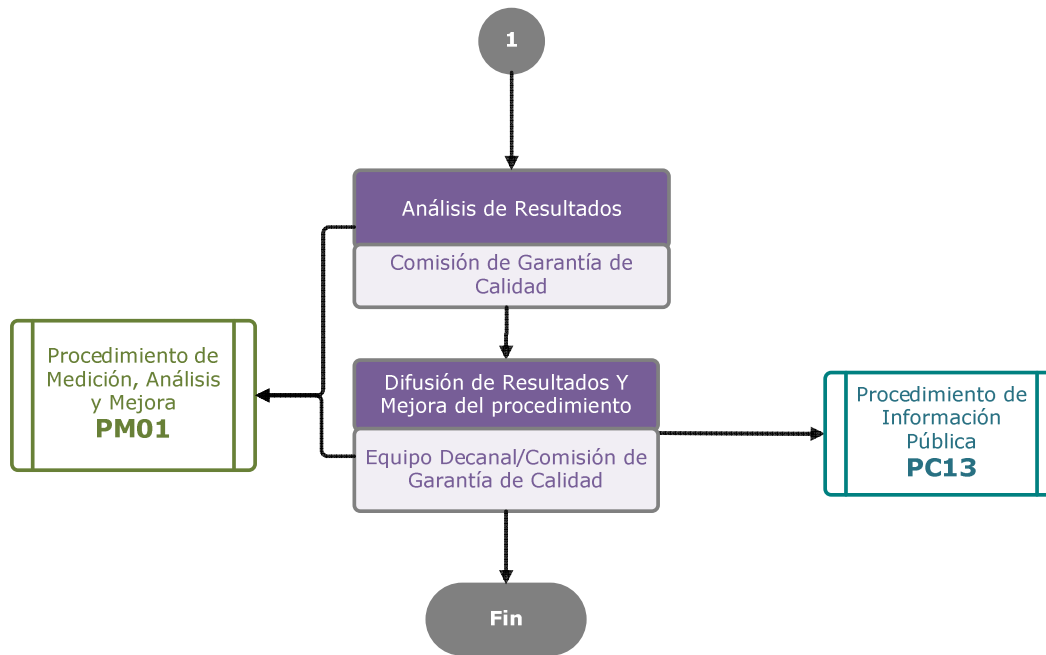 1
Análisis de Resultados
Comisión de Garantía de
Calidad
Procedimiento de
Medición, Análisis
y Mejora
PM01
Difusión de Resultados Y
Mejora del procedimiento
Equipo Decanal/Comisión de
Garantía de Calidad
Procedimiento de
Información
Pública
PC13
Fin